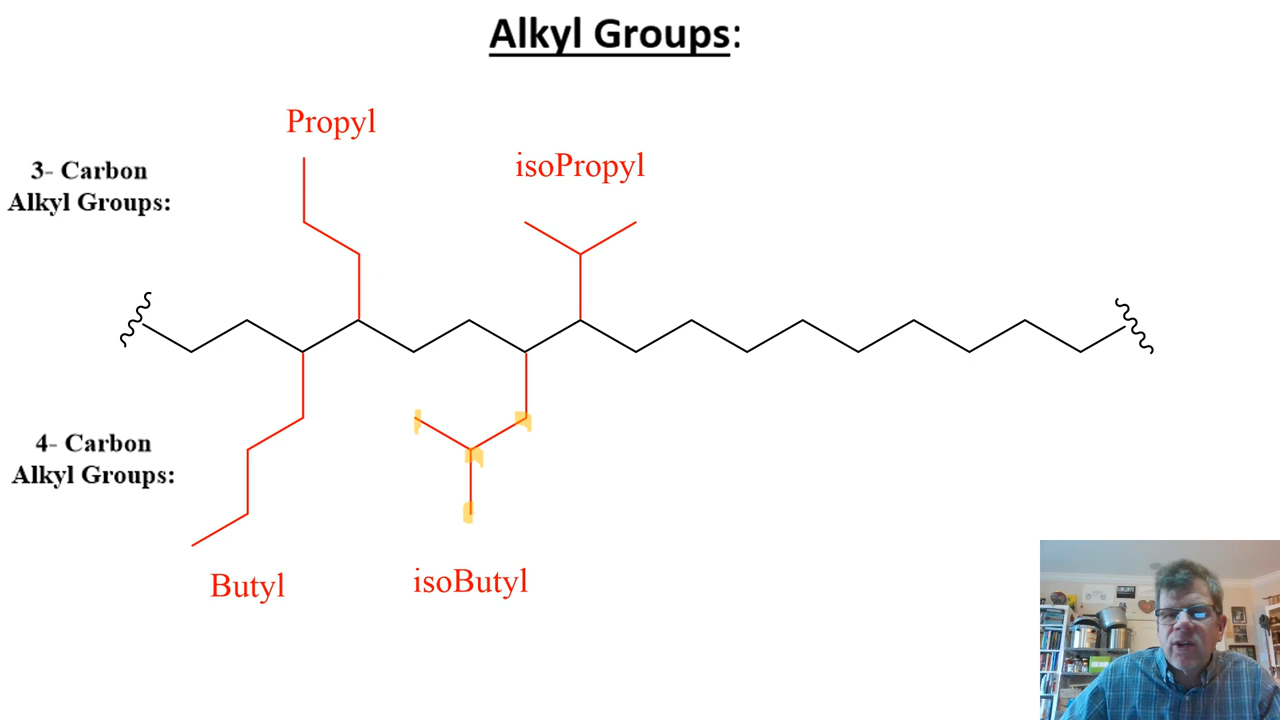 Alkyl Groups:
Propyl
isoPropyl
3- Carbon
Alkyl Groups:
4- Carbon
Alkyl Groups:
Butyl
isoButyl